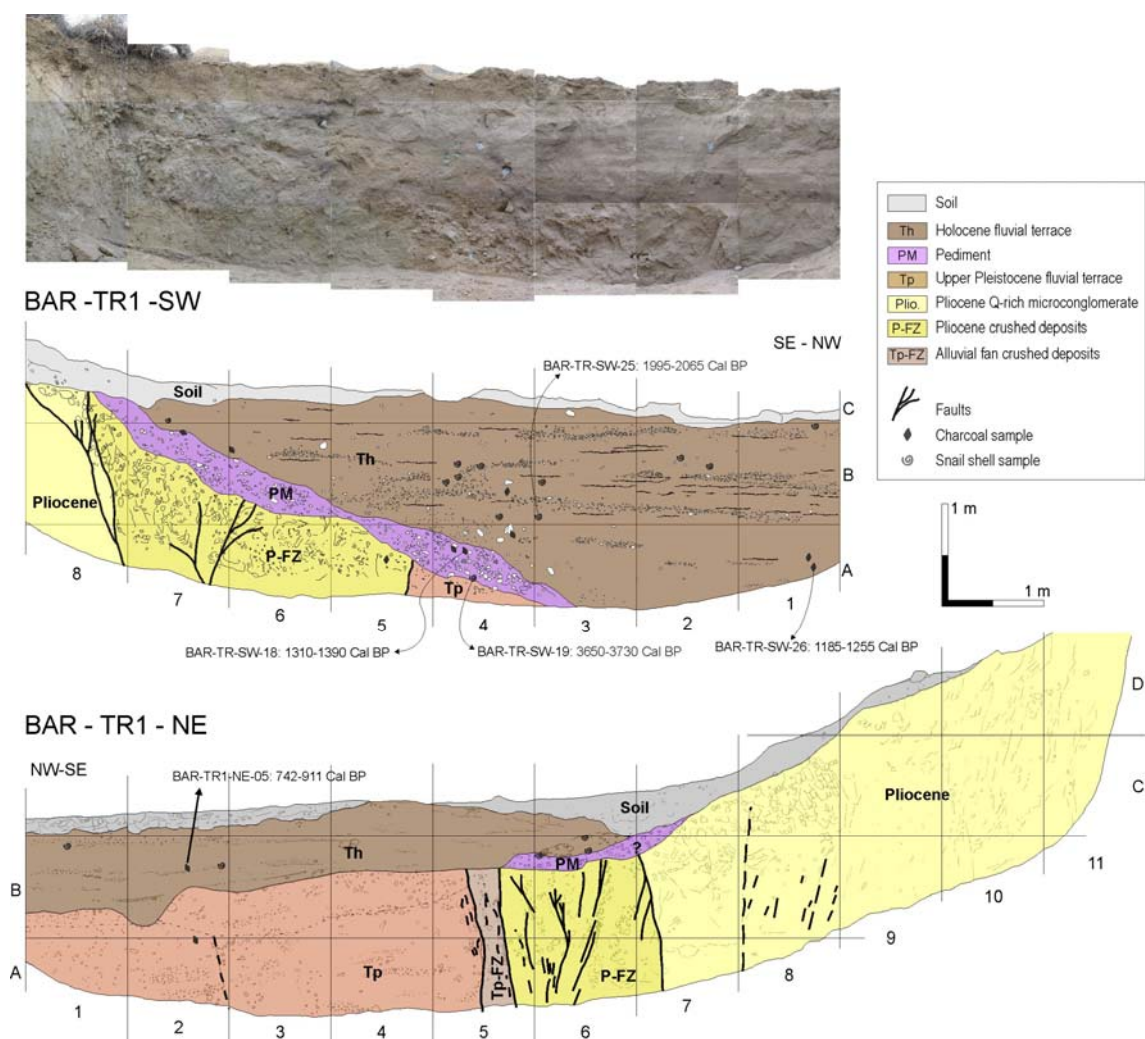 BAR -TR1 -SW
SE - NW
BAR-TR-SW-25: 1995-2065 Cal BP
Soil
Th
PM
Pliocene
P-FZ
Tp
C
B
A
8
7
6
5
4
3
2
1
BAR-TR-SW-18: 1310-1390 Cal BP
BAR-TR-SW-19: 3650-3730 Cal BP
BAR-TR-SW-26: 1185-1255 Cal BP
Soil
Th Holocene fluvial terrace
PM Pediment
Tp Upper Pleistocene fluvial terrace
Plio. Pliocene Q-rich microconglomerate
P-FZ Pliocene crushed deposits
Tp-FZ Alluvial fan crushed deposits
Faults
Charcoal sample
Snail shell sample
1 m
1 m
BAR - TR1 - NE
NW-SE
BAR-TR1-NE-05: 742-911 Cal BP
Soil
Th
PM
?
Pliocene
Tp
Tp-FZ
P-FZ
D
C
B
A
1
2
3
4
5
6
7
8
9
10
11